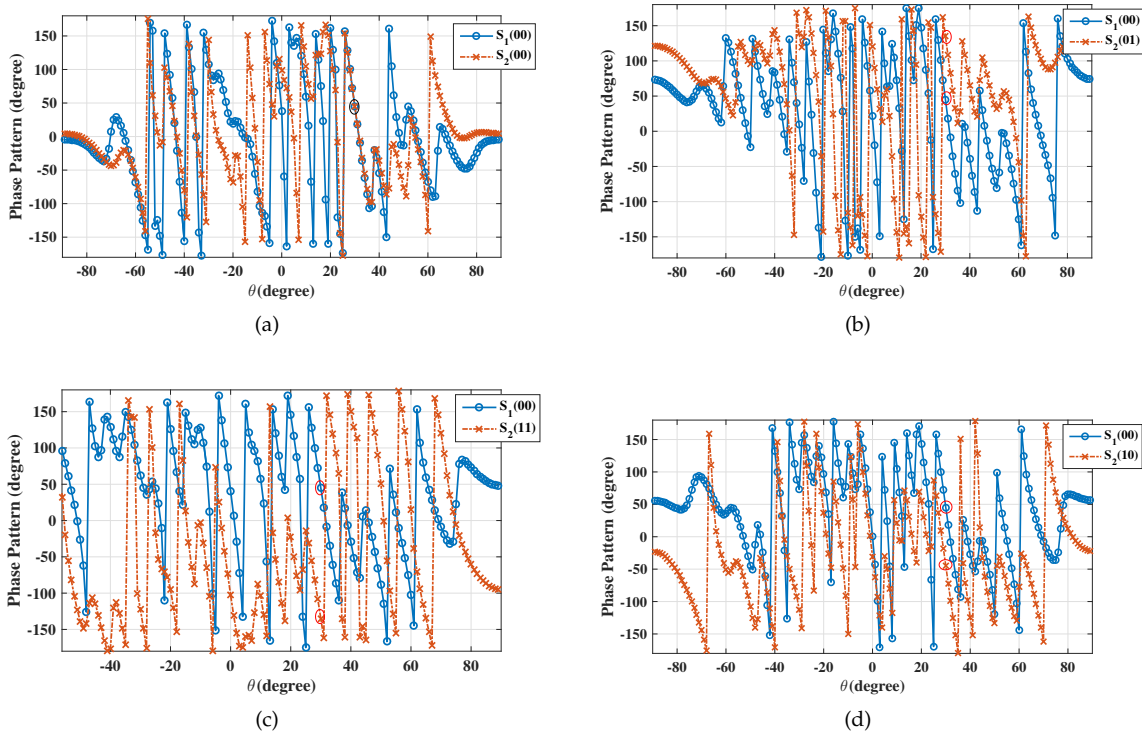 150
100
50
0
-50
-100
-150
Phase Pattern (degree)
-80 -60 -40 -20 0 20 40 60 80
θ(degree)
S1(00)
S2(00)
(a)
150
100
50
0
-50
-100
-150
Phase Pattern (degree)
-80 -60 -40 -20 0 20 40 60 80
θ(degree)
S1(00)
S2(01)
(b)
150
100
50
0
-50
-100
-150
Phase Pattern (degree)
-40 -20 0 20 40 60 80
θ(degree)
S1(00)
S2(11)
(c)
150
100
50
0
-50
-100
-150
Phase Pattern (degree)
-80 -60 -40 -20 0 20 40 60 80
θ(degree)
S1(00)
S2(10)
(d)